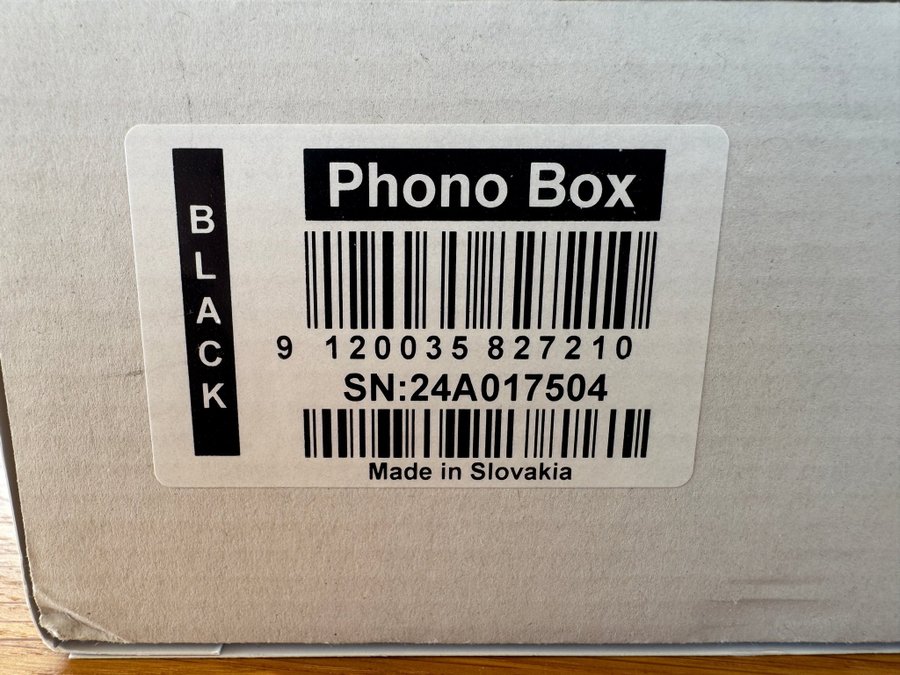 BLACK
Phono Box
9 120035 827210
SN:24A017504
Made in Slovakia